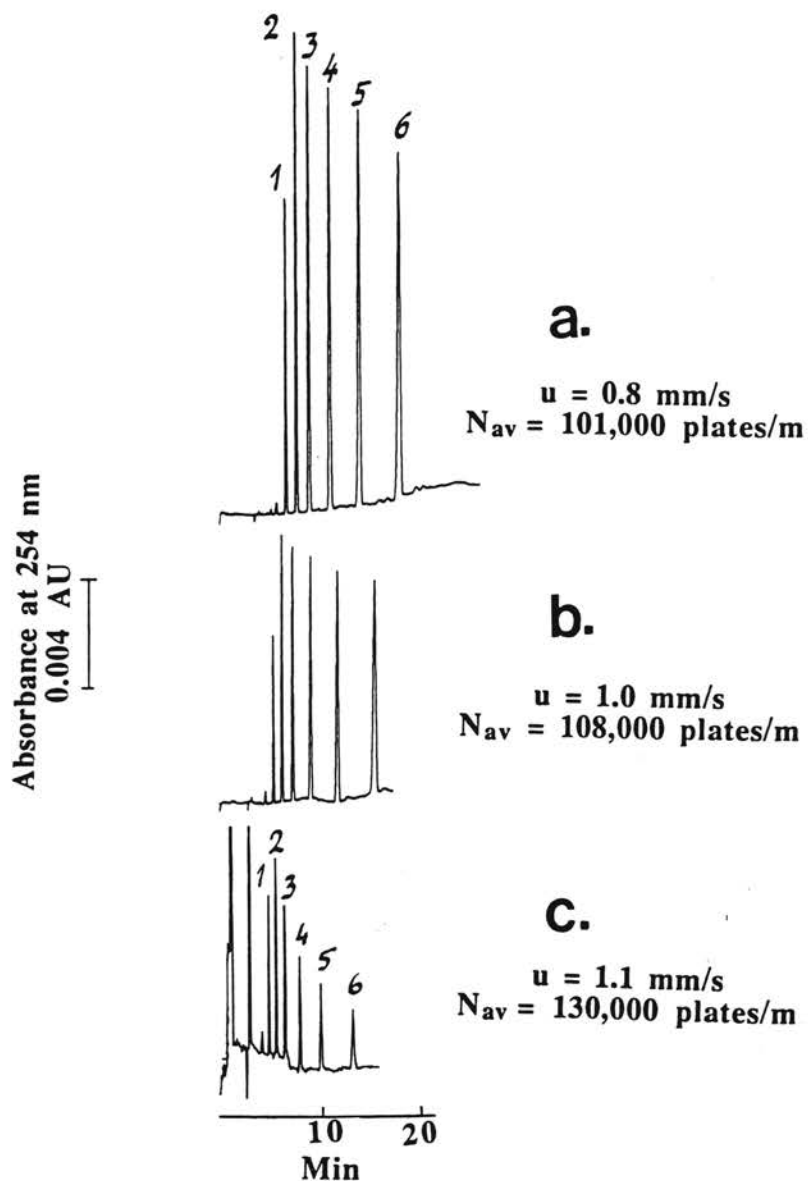 2
3
4
5
6
1
a.
u = 0.8 mm/s
Nav = 101,000 plates/m
Absorbance at 254 nm
0.004 AU
b.
u = 1.0 mm/s
Nav = 108,000 plates/m
2
1
3
4
5
6
c.
u = 1.1 mm/s
Nav = 130,000 plates/m
10
20
Min